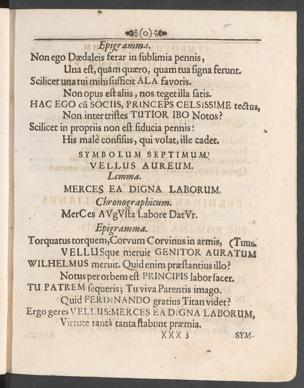 (o)
Epigramma.
Non ego Dædaleis ferar in sublimia pennis,
Una est, quam quæro, quam tua signa ferunt.
Scilicet una tui mihi sufficit ALA favoris.
Non opus est aliis, nos teget illa satis.
HAC EGO cũ SOCIIS, PRINCEPS CELSISSIME tectus,
Non inter tristes TUTIOR IBO Notos?
Scilicet in propriis non est fiducia pennis:
His malè confisus, qui volat, ille cadet.
SYMBOLUM SEPTIMUM.
VELLUS AUREUM.
Lemma.
MERCES EA DIGNA LABORUM.
Chronographicum.
MerCes AVgVsta Labore DatVr.
Epigramma.
Torquatus torquem, Corvum Corvinus in armis, (Tuus.
VELLUSque meruit GENITOR AURATUM
WILHELMUS meruit. Quid enim præstantius illo?
Notus per orbem est PRINCIPIS labor sacer.
TU PATREM sequeris; Tu viva Parentis imago.
Quid FERDINANDO gratius Titan videt?
Ergo geres VELLUS: MERCES EA DIGNA LABORUM,
Virtute tantâ tanta stabunt præmia.
XXX 3 SYM-